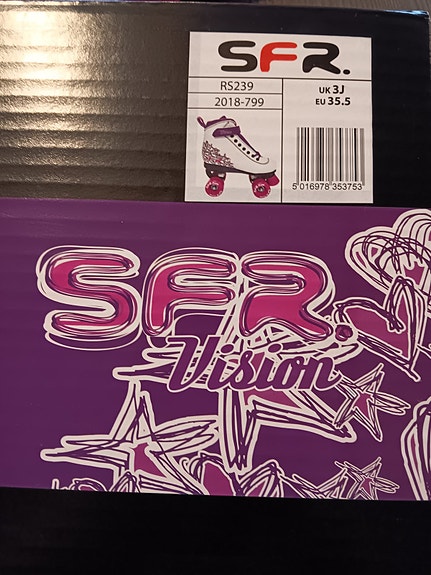 SFR.
RS239
2018-799
UK 3J
EU 35.5
5 016978 353753
SFR.
Vision